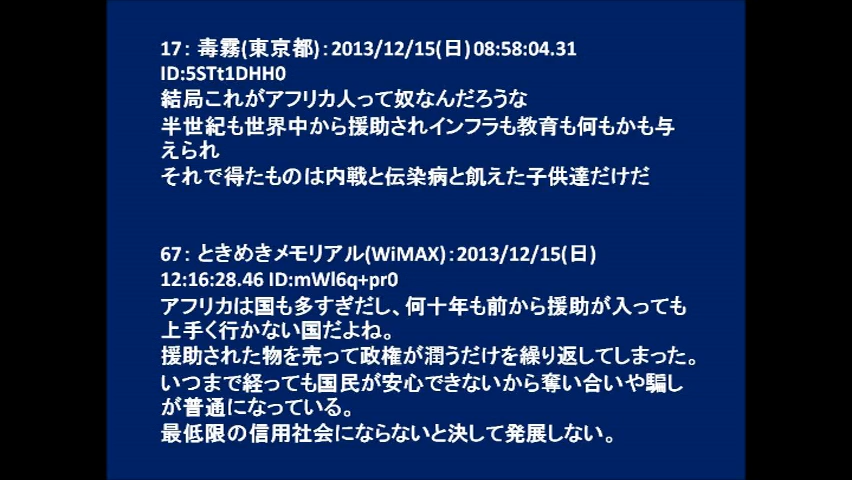 17：毒霧(東京都)：2013/12/15(日) 08:58:04.31
ID:5STt1DHH0
結局これがアフリカ人って奴なんだろうな
半世紀も世界中から援助されインフラも教育も何もかも与
えられ
それで得たものは内戦と伝染病と飢えた子供達だけだ
67：ときめきメモリアル(WiMAX)：2013/12/15(日)
12:16:28.46 ID:mWl6q+pr0
アフリカは国も多すぎだし、何十年も前から援助が入っても
上手く行かない国だよね。
援助された物を売って政権が潤うだけを繰り返してしまった。
いつまで経っても国民が安心できないから奪い合いや騙し
が普通になっている。
最低限の信用社会にならないと決して発展しない。